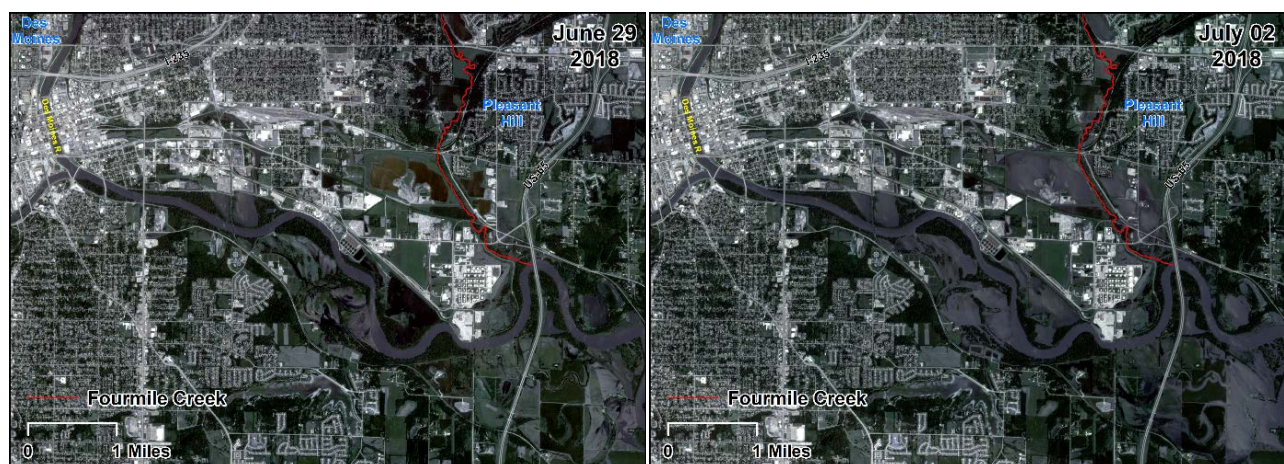 Des
Moines
I-235
June 29
2018
Des Moines R.
Pleasant
Hill
US-65
Fourmile Creek
0 1 Miles
Des
Moines
I-235
July 02
2018
Des Moines R.
Pleasant
Hill
US-65
Fourmile Creek
0 1 Miles